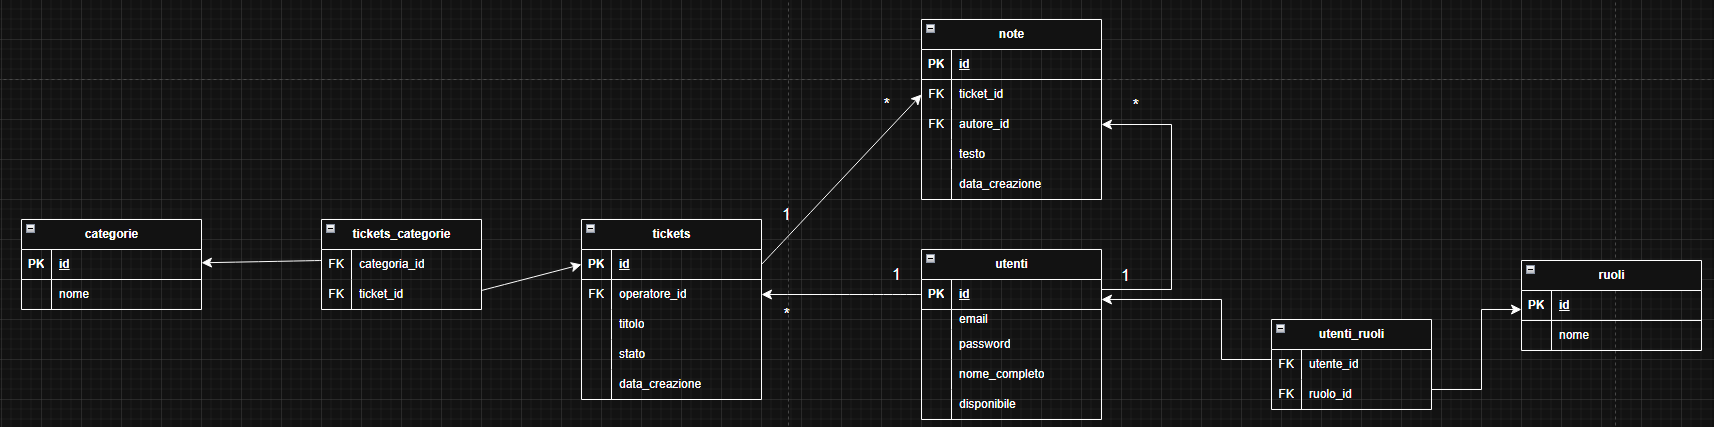 note
PK id
FK ticket_id
FK autore_id
testo
data_creazione
*
*
1
categorie
PK id
nome
tickets_categorie
FK categoria_id
FK ticket_id
tickets
PK id
FK operatore_id
titolo
stato
data_creazione
1
*
1
utenti
PK id
email
password
nome_completo
disponibile
utenti_ruoli
FK utente_id
FK ruolo_id
ruoli
PK id
nome